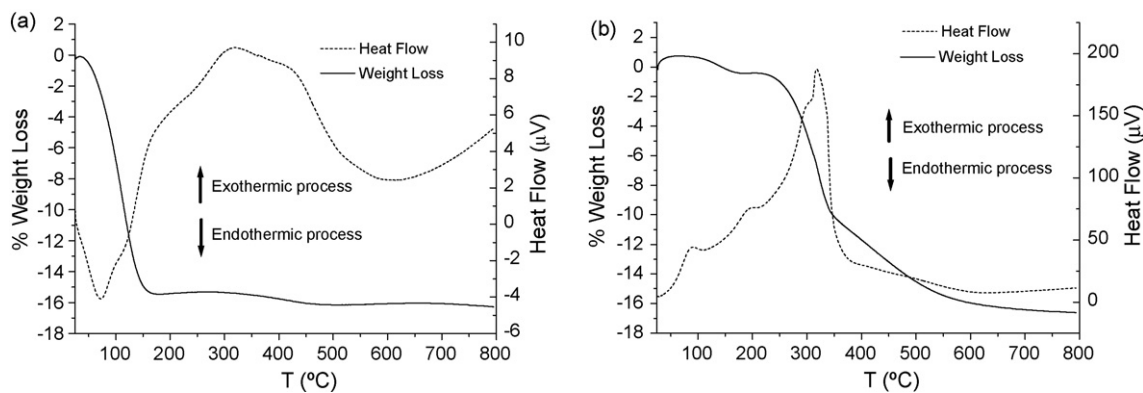 (a)
2
0
-2
-4
-6
-8
-10
-12
-14
-16
-18
% Weight Loss
Heat Flow
Weight Loss
Exothermic process
Endothermic process
10
8
6
4
2
0
-2
-4
-6
Heat Flow (µV)
100 200 300 400 500 600 700 800
T (ºC)
(b)
2
0
-2
-4
-6
-8
-10
-12
-14
-16
-18
% Weight Loss
Heat Flow
Weight Loss
Exothermic process
Endothermic process
200
150
100
50
0
Heat Flow (µV)
100 200 300 400 500 600 700 800
T (ºC)